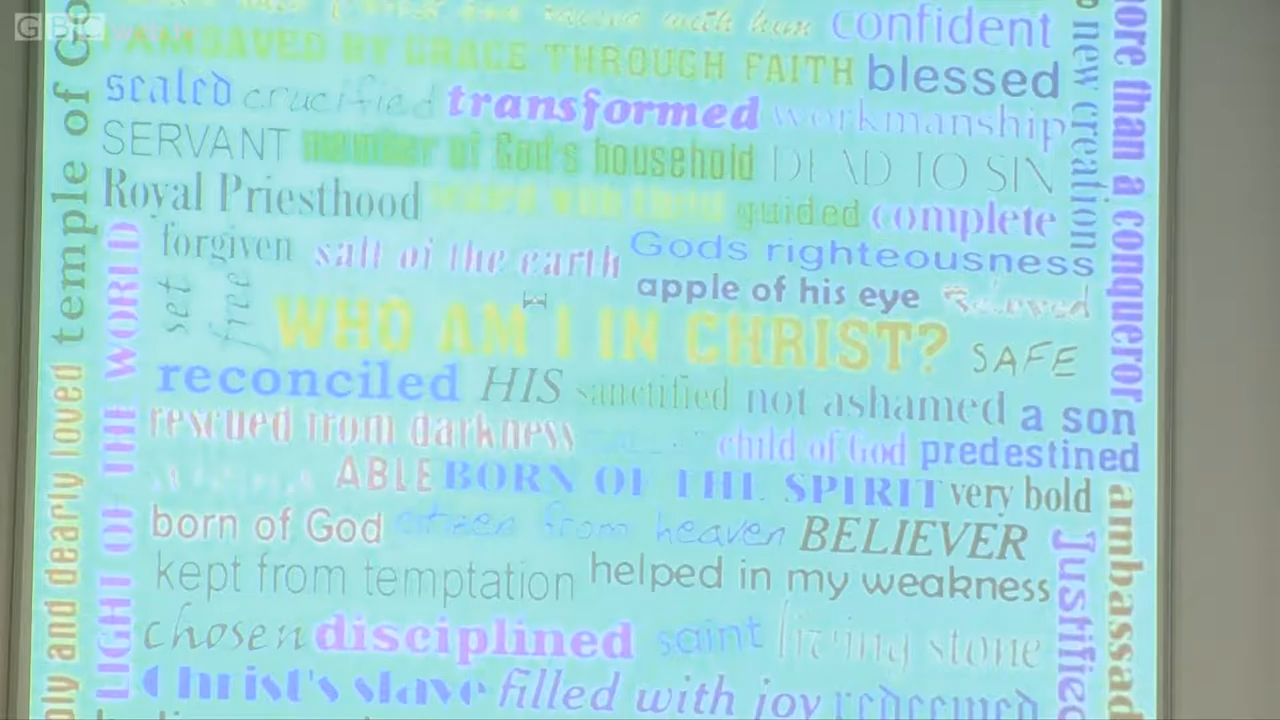 GBC
confident
I AM SAVED BY GRACE THROUGH FAITH blessed
sealed crucified transformed workmanship
SERVANT member of God's household DEAD TO SIN
Royal Priesthood guided complete
forgiven salt of the earth Gods righteousness
set free
apple of his eye Beloved
WHO AM I IN CHRIST? SAFE
reconciled HIS sanctified not ashamed a son
rescued from darkness child of God predestined
ABLE BORN OF THE SPIRIT very bold
born of God citizen from heaven BELIEVER
kept from temptation helped in my weakness
chosen disciplined saint living stone
Christ's slave filled with joy redeemed
temple of
and dearly loved
LIGHT OF THE WORLD
new creation
than a conqueror
Justified